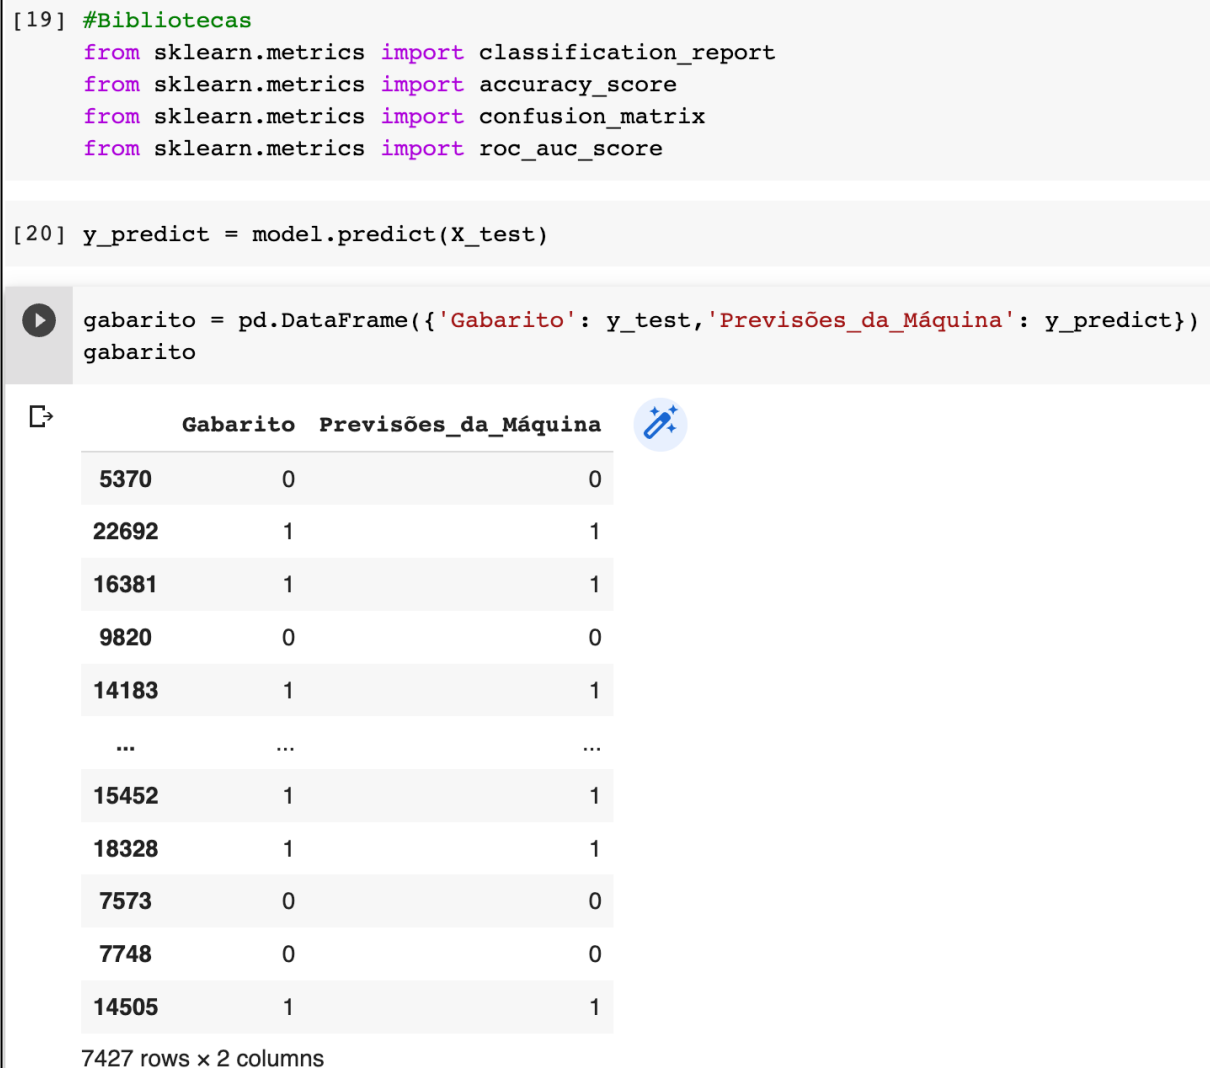 [19] #Bibliotecas
from sklearn.metrics import classification_report
from sklearn.metrics import accuracy_score
from sklearn.metrics import confusion_matrix
from sklearn.metrics import roc_auc_score
[20] y_predict = model.predict(X_test)
gabarito = pd.DataFrame({'Gabarito': y_test,'Previsões_da_Máquina': y_predict})
gabarito
Gabarito Previsões_da_Máquina
5370 0 0
22692 1 1
16381 1 1
9820 0 0
14183 1 1
... ... ...
15452 1 1
18328 1 1
7573 0 0
7748 0 0
14505 1 1
7427 rows × 2 columns